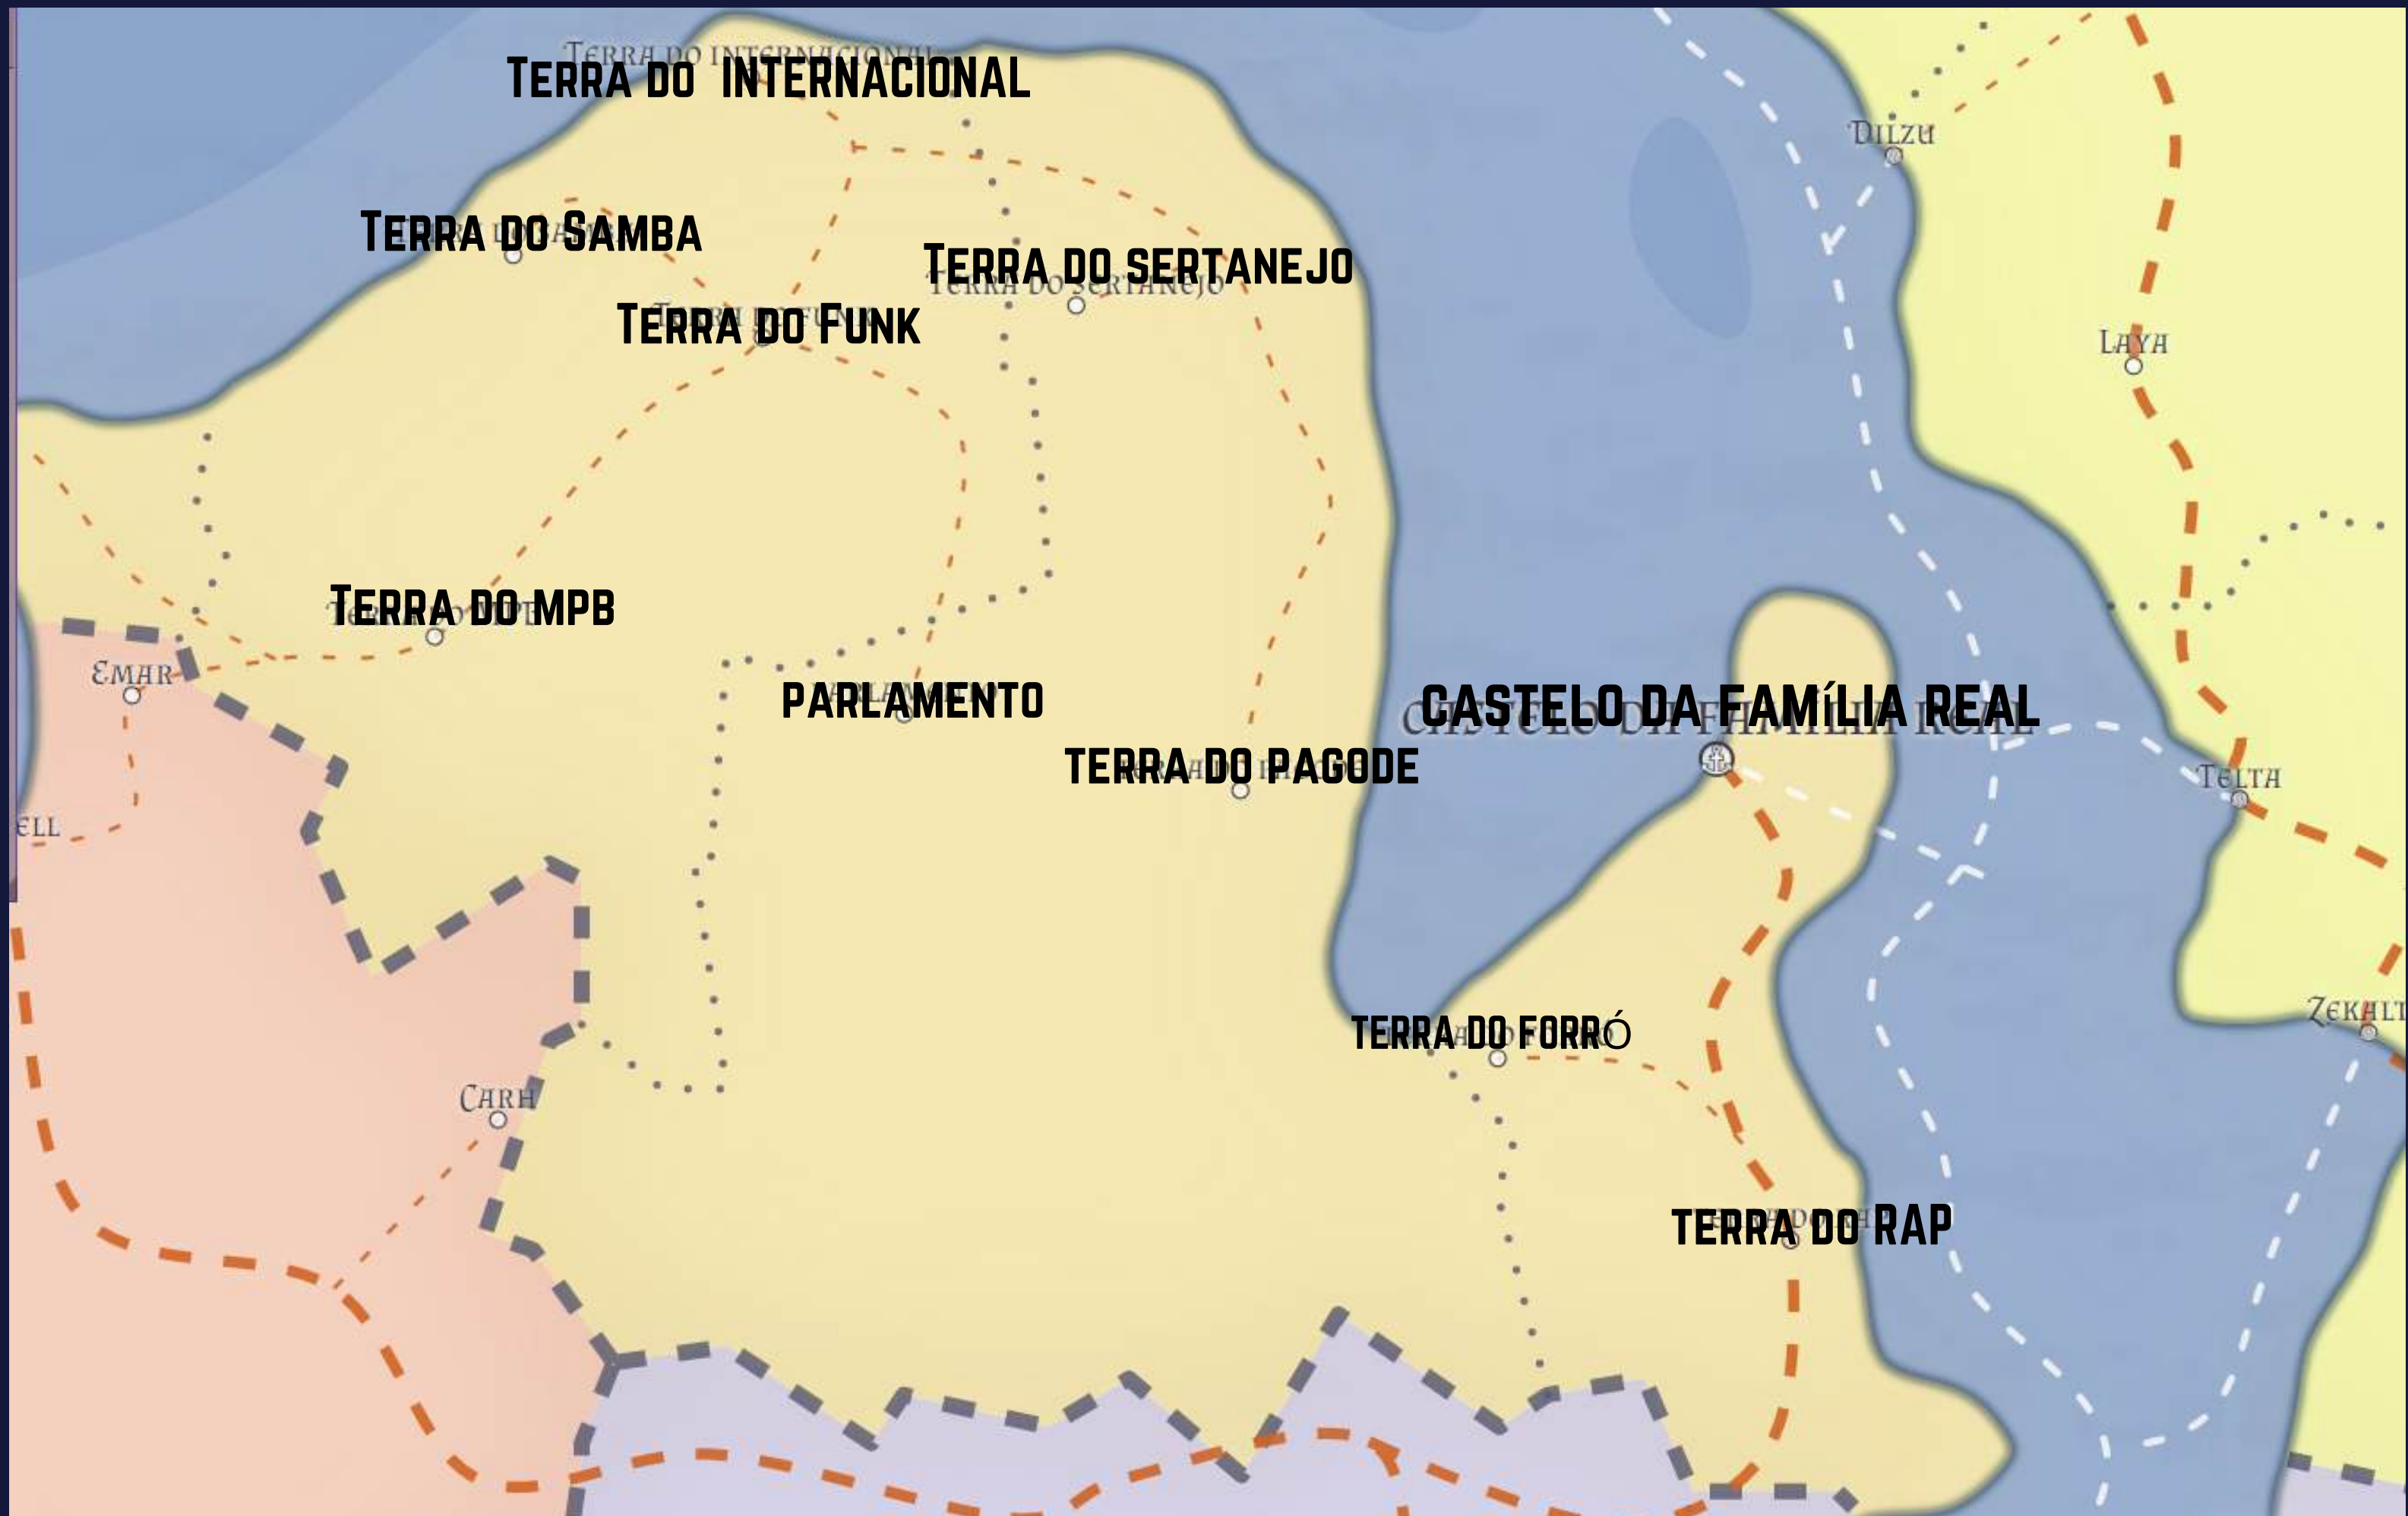 Terra do INTERNACIONAL
Dilzu
Terra do Samba
Terra do sertanejo
Terra do Funk
Laya
Terra do MPB
Emar
PARLAMENTO
CASTELO DA FAMíLIA REAL
TERRA DO PAGODE
Telta
ell
Zekalt
TERRA DO FORRÓ
Carh
TERRA DO RAP